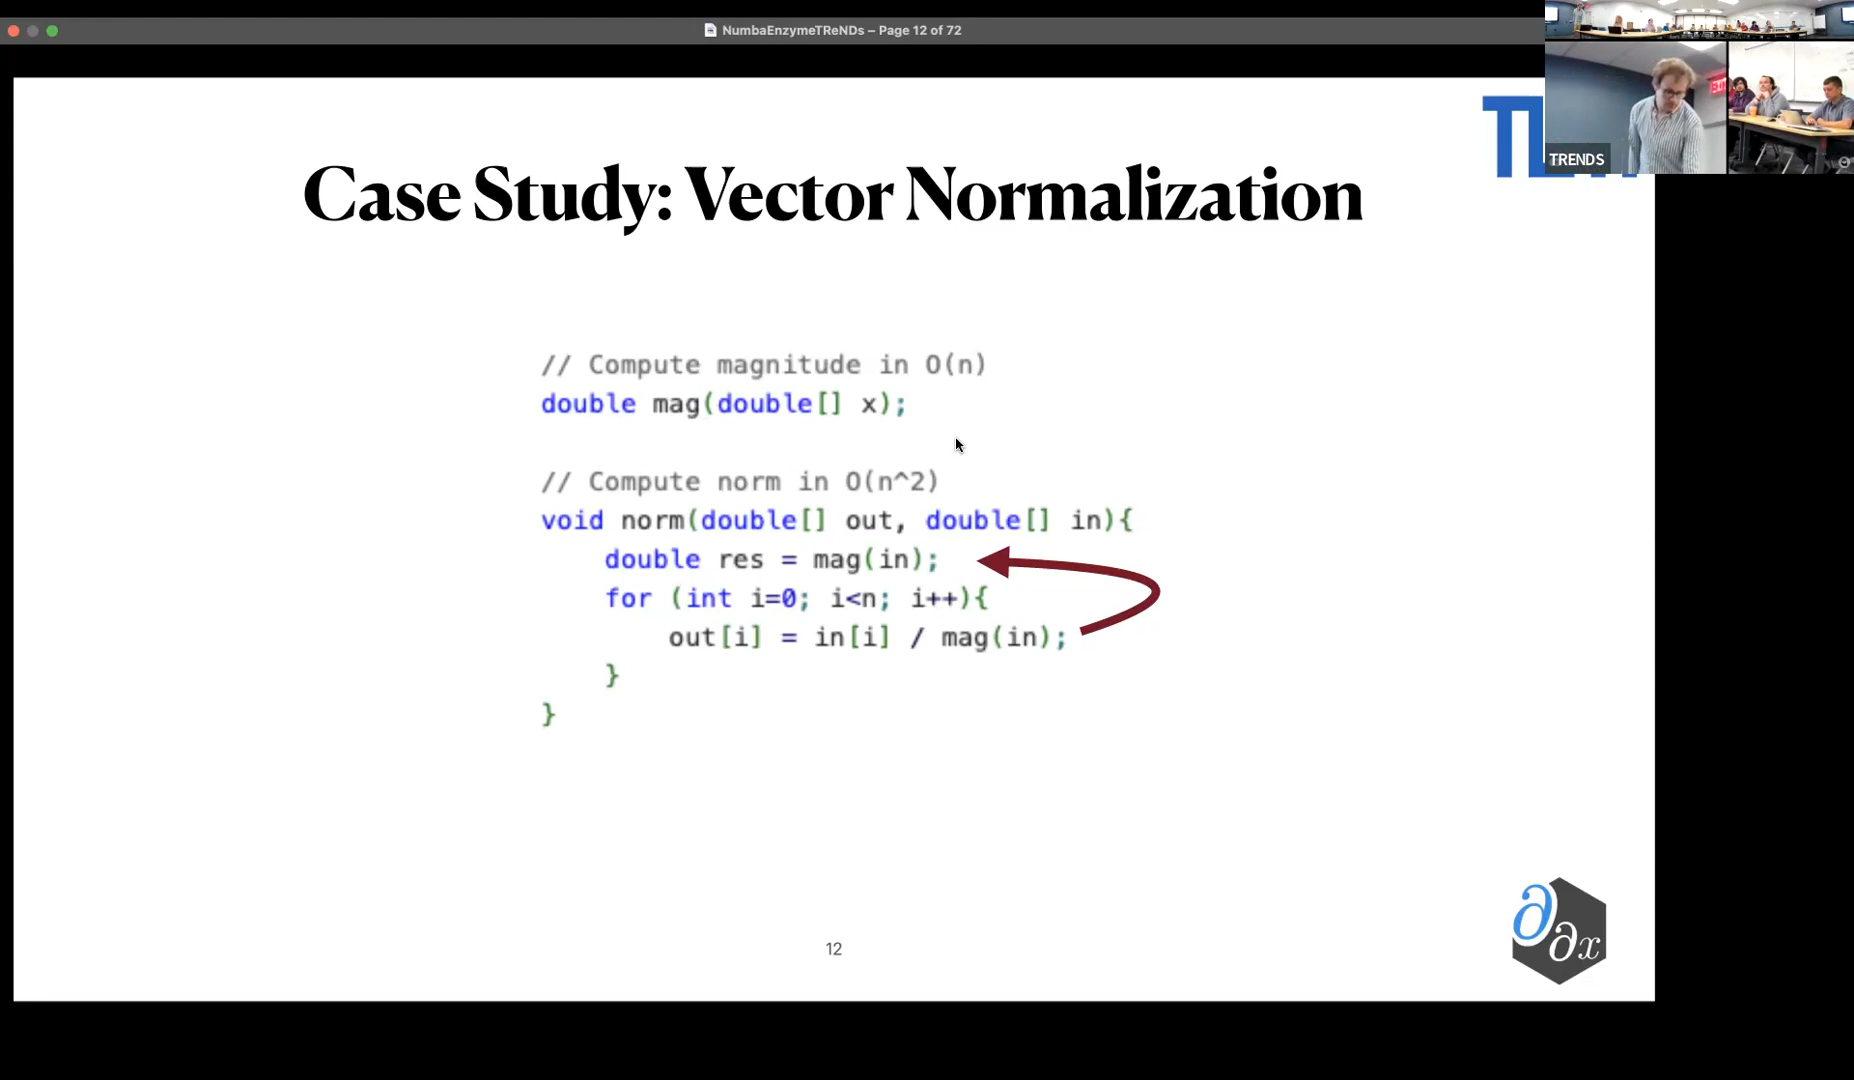 NumbaEnzymeTReNDs – Page 12 of 72
TRENDS
Case Study: Vector Normalization
// Compute magnitude in O(n)
double mag(double[] x);
// Compute norm in O(n^2)
void norm(double[] out, double[] in){
double res = mag(in);
for (int i=0; i<n; i++){
out[i] = in[i] / mag(in);
}
}
12
∂
∂x